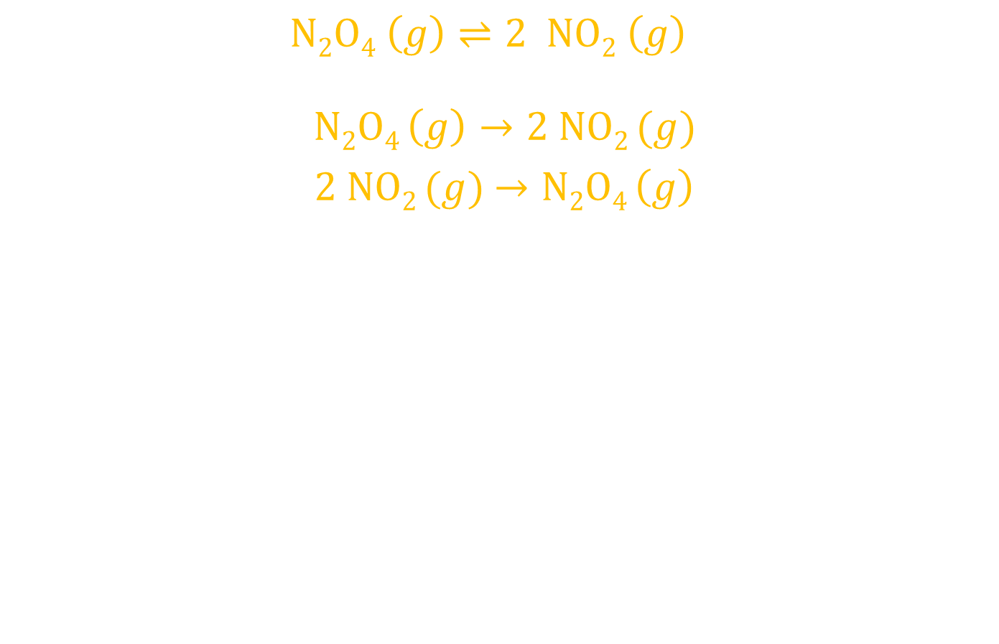 N₂O₄ (g) ⇌ 2 NO₂ (g)
N₂O₄ (g) → 2 NO₂ (g)
2 NO₂ (g) → N₂O₄ (g)